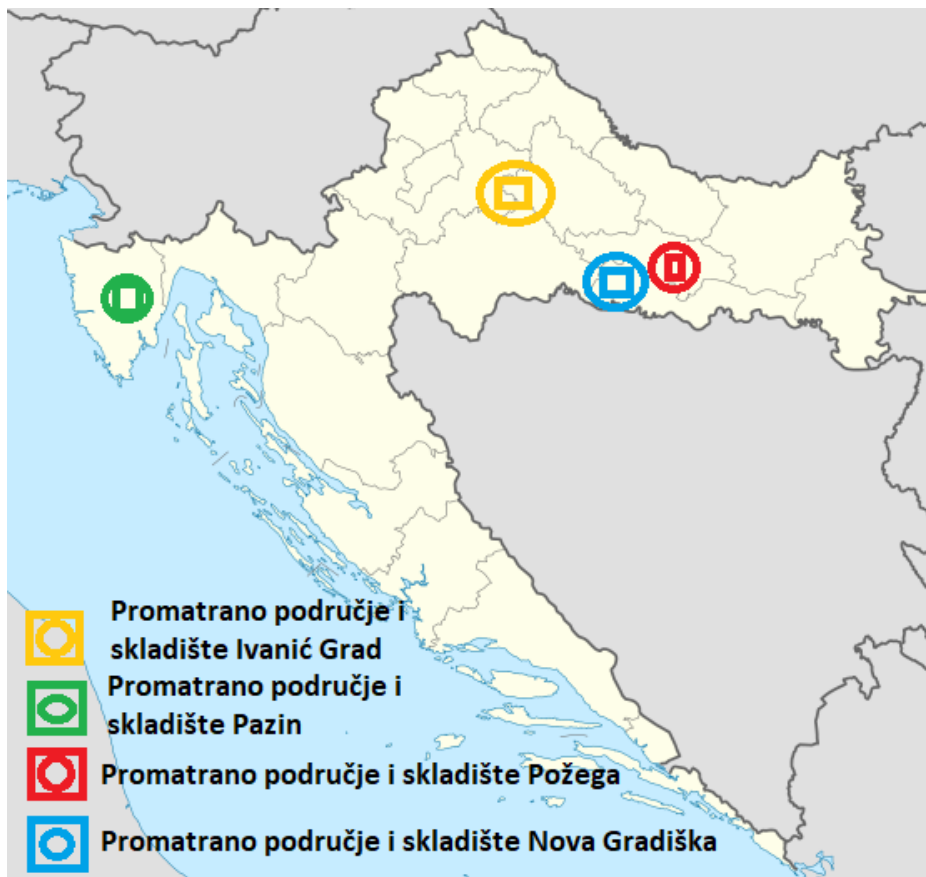 Promatrano područje i
skladište Ivanić Grad
Promatrano područje i
skladište Pazin
Promatrano područje i skladište Požega
Promatrano područje i skladište Nova Gradiška